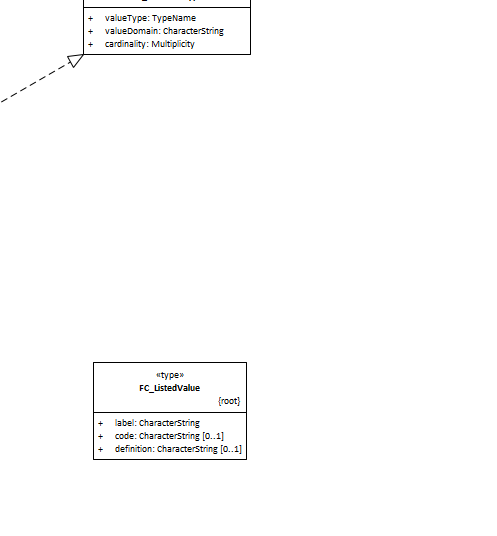 + valueType: TypeName
+ valueDomain: CharacterString
+ cardinality: Multiplicity
«type»
FC_ListedValue
{root}
+ label: CharacterString
+ code: CharacterString [0..1]
+ definition: CharacterString [0..1]